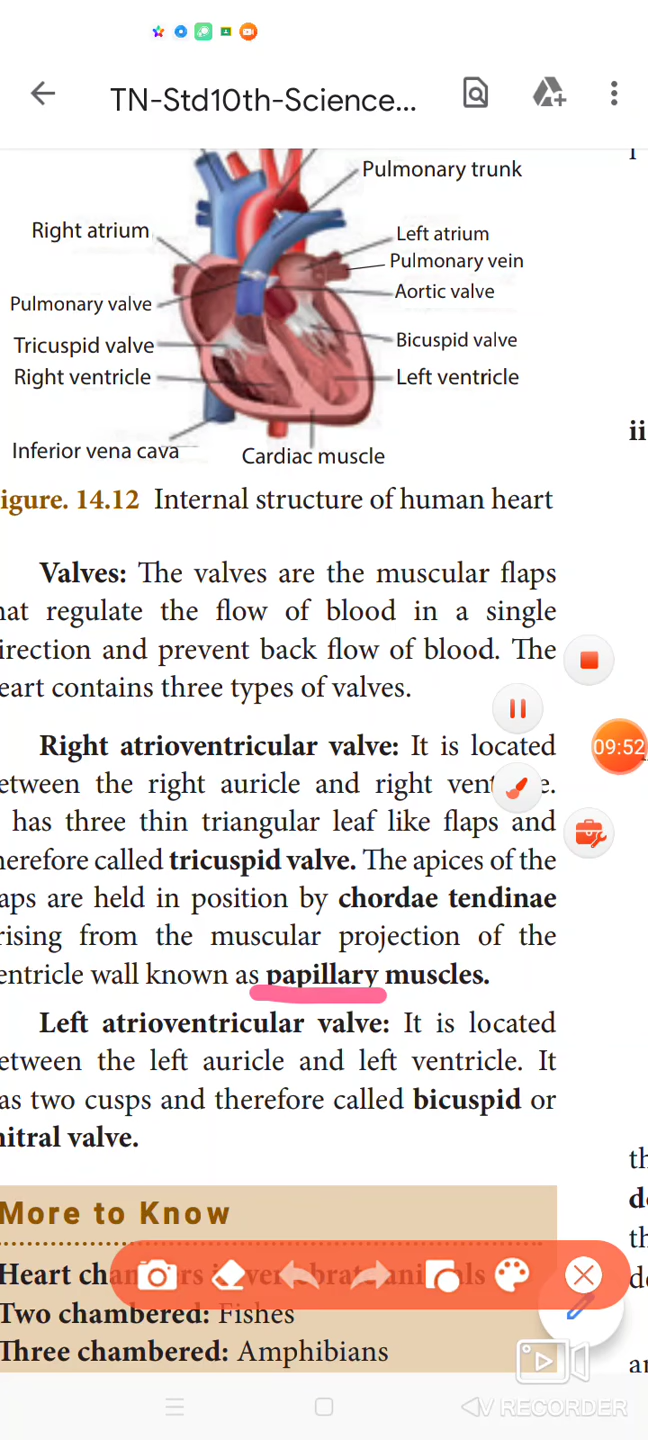 TN-Std10th-Science...
Pulmonary trunk
Right atrium
Left atrium
Pulmonary vein
Aortic valve
Pulmonary valve
Tricuspid valve
Bicuspid valve
Right ventricle
Left ventricle
Inferior vena cava
Cardiac muscle
igure. 14.12 Internal structure of human heart
Valves: The valves are the muscular flaps
hat regulate the flow of blood in a single
irection and prevent back flow of blood. The
eart contains three types of valves.
Right atrioventricular valve: It is located
etween the right auricle and right vent e.
has three thin triangular leaf like flaps and
herefore called tricuspid valve. The apices of the
aps are held in position by chordae tendinae
rising from the muscular projection of the
entricle wall known as papillary muscles.
Left atrioventricular valve: It is located
etween the left auricle and left ventricle. It
as two cusps and therefore called bicuspid or
nitral valve.
More to Know
Heart chambers in vertebrate animals
Two chambered: Fishes
Three chambered: Amphibians
ii
09:52
th
de
th
de
an
V RECORDER